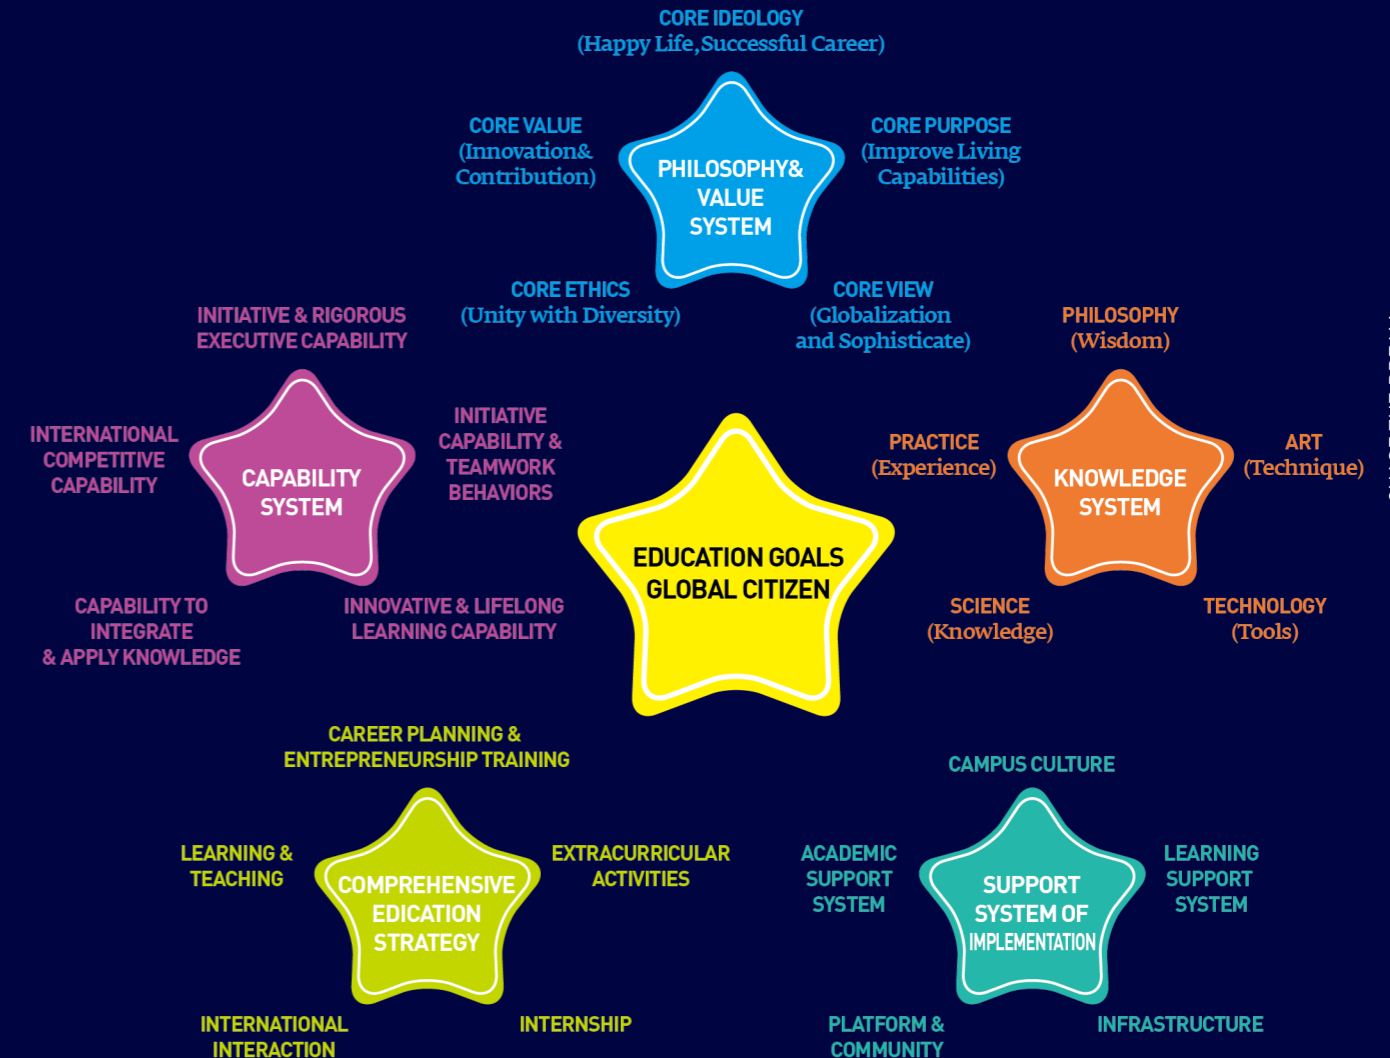 CORE IDEOLOGY
(Happy Life,Successful Career)
CORE VALUE
(Innovation&
Contribution)
PHILOSOPHY&
VALUE
SYSTEM
CORE PURPOSE
(Improve Living
Capabilities)
CORE ETHICS
(Unity with Diversity)
CORE VIEW
(Globalization
and Sophisticate)
INITIATIVE & RIGOROUS
EXECUTIVE CAPABILITY
INTERNATIONAL
COMPETITIVE
CAPABILITY
CAPABILITY
SYSTEM
INITIATIVE
CAPABILITY &
TEAMWORK
BEHAVIORS
CAPABILITY TO
INTEGRATE
& APPLY KNOWLEDGE
INNOVATIVE & LIFELONG
LEARNING CAPABILITY
EDUCATION GOALS
GLOBAL CITIZEN
PHILOSOPHY
(Wisdom)
PRACTICE
(Experience)
KNOWLEDGE
SYSTEM
ART
(Technique)
SCIENCE
(Knowledge)
TECHNOLOGY
(Tools)
CAREER PLANNING &
ENTREPRENEURSHIP TRAINING
LEARNING &
TEACHING
COMPREHENSIVE
EDICATION
STRATEGY
EXTRACURRICULAR
ACTIVITIES
INTERNATIONAL
INTERACTION
INTERNSHIP
CAMPUS CULTURE
ACADEMIC
SUPPORT
SYSTEM
SUPPORT
SYSTEM OF
IMPLEMENTATION
LEARNING
SUPPORT
SYSTEM
PLATFORM &
COMMUNITY
INFRASTRUCTURE